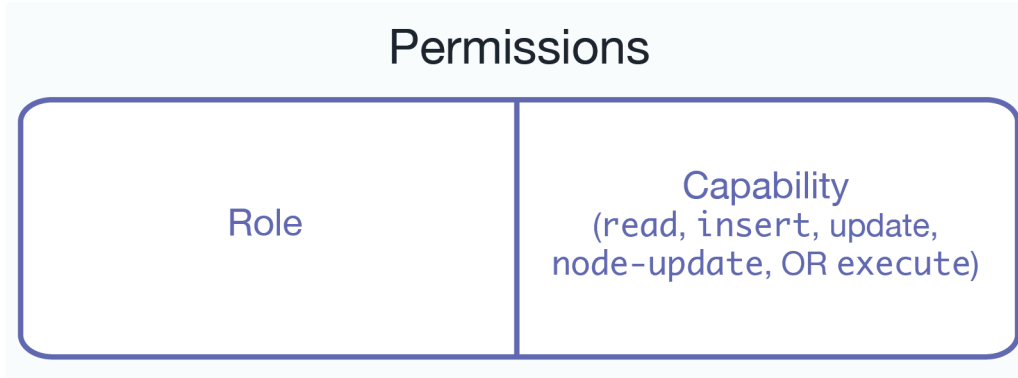 Permissions
Role
Capability
(read, insert, update,
node-update, OR execute)